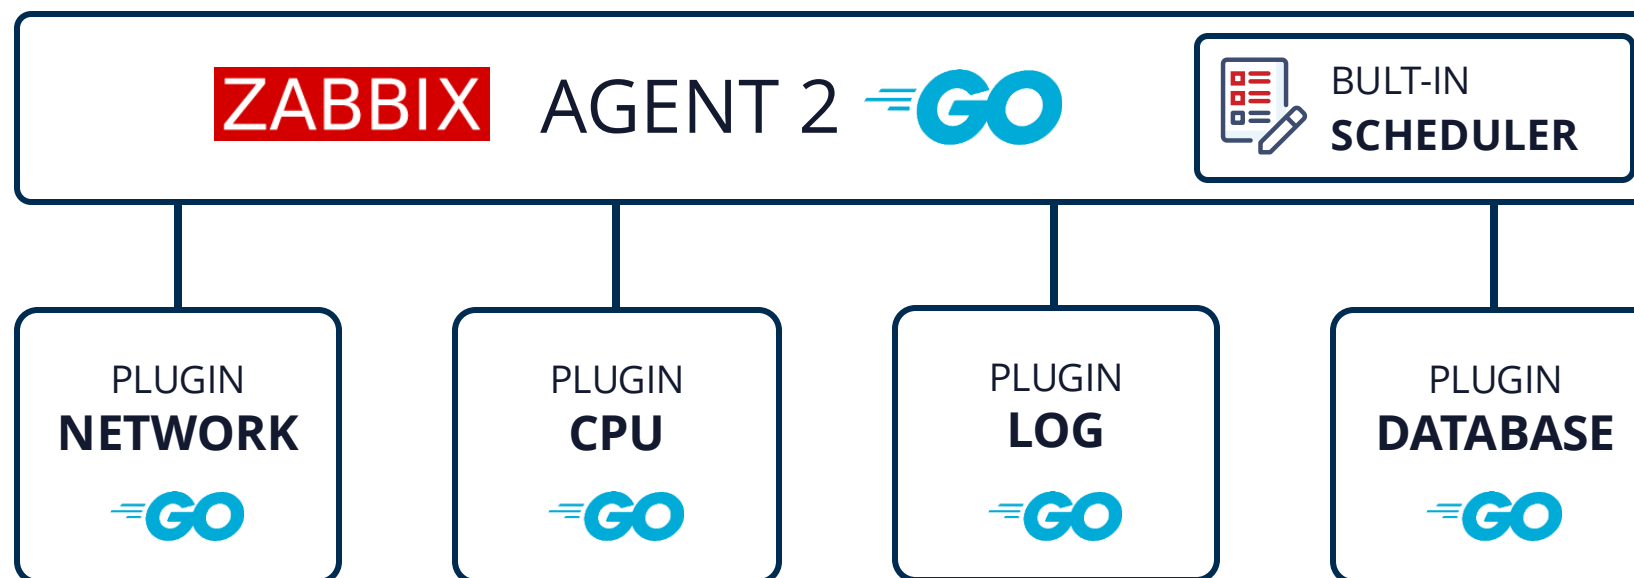 ZABBIX AGENT 2 GO
BULT-IN
SCHEDULER
PLUGIN
NETWORK
GO
PLUGIN
CPU
GO
PLUGIN
LOG
GO
PLUGIN
DATABASE
GO